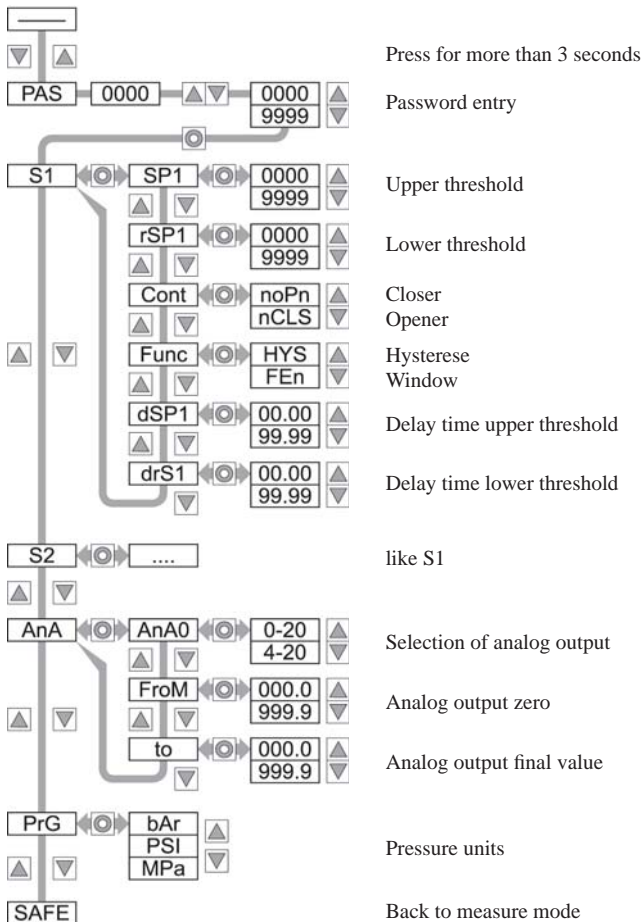 Press for more than 3 seconds
PAS 0000 0000 Password entry
9999
S1 SP1 0000 Upper threshold
9999
rSP1 0000 Lower threshold
9999
Cont noPn Closer
nCLS Opener
Func HYS Hysterese
FEn Window
dSP1 00.00 Delay time upper threshold
99.99
drS1 00.00 Delay time lower threshold
99.99
S2 .... like S1
AnA AnA0 0-20 Selection of analog output
4-20
FroM 000.0 Analog output zero
999.9
to 000.0 Analog output final value
999.9
PrG bAr
PSI Pressure units
MPa
SAFE Back to measure mode